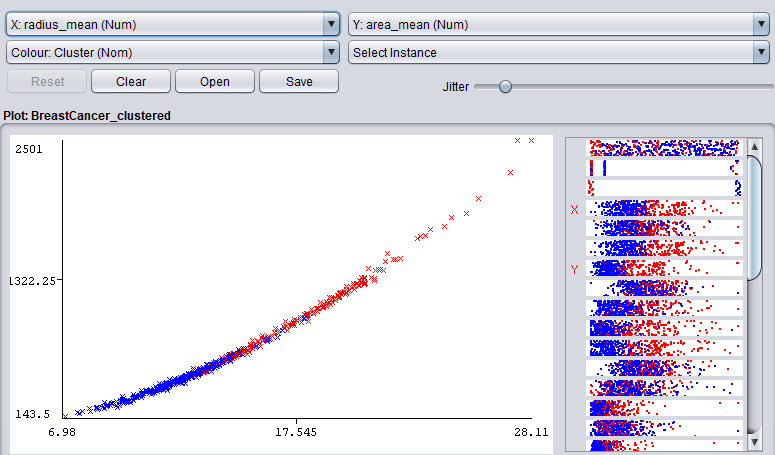 X: radius_mean (Num) Y: area_mean (Num)
Colour: Cluster (Nom) Select Instance
Reset Clear Open Save Jitter
Plot: BreastCancer_clustered
2501
X
Y
1322.25
143.5
6.98 17.545 28.11